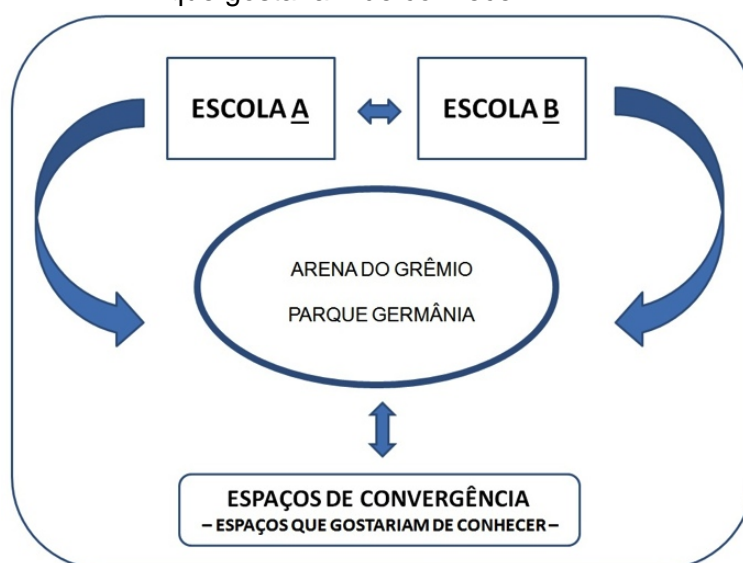 ESCOLA A
ESCOLA B
ARENA DO GRÊMIO
PARQUE GERMÂNIA
ESPAÇOS DE CONVERGÊNCIA
– ESPAÇOS QUE GOSTARIAM DE CONHECER –